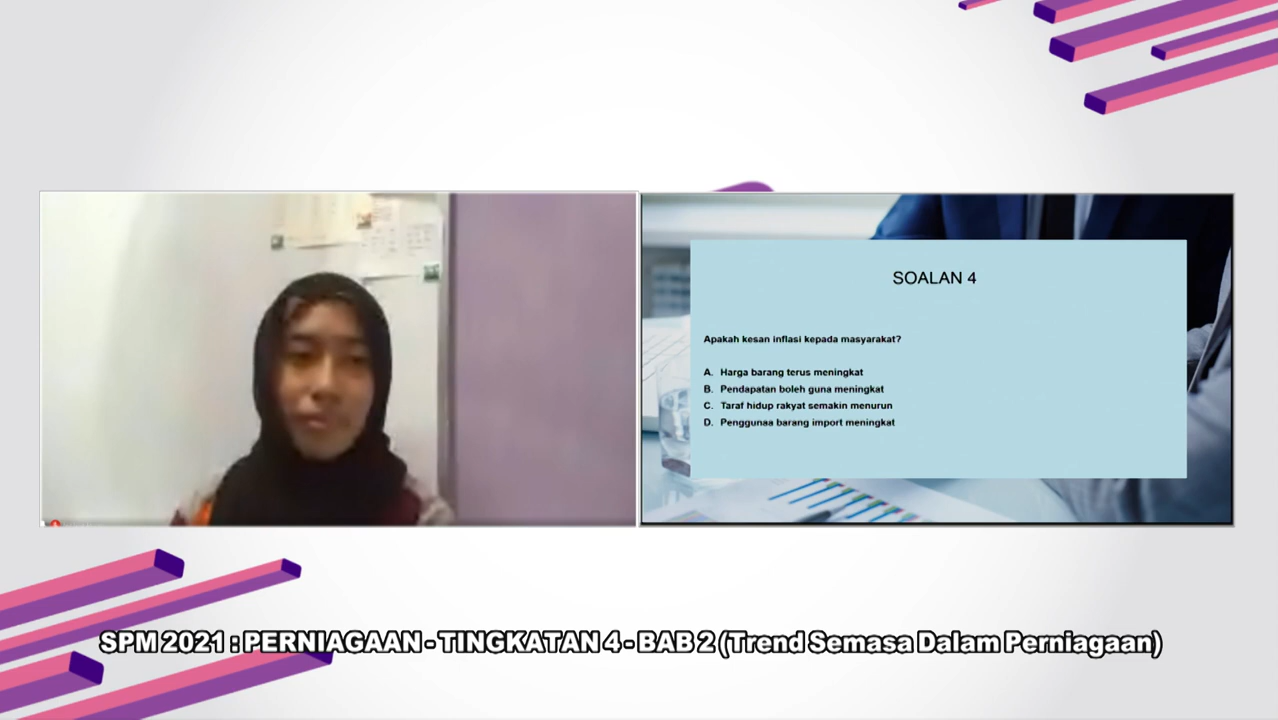 SOALAN 4
Apakah kesan inflasi kepada masyarakat?
A. Harga barang terus meningkat
B. Pendapatan boleh guna meningkat
C. Taraf hidup rakyat semakin menurun
D. Penggunaa barang import meningkat
SPM 2021 : PERNIAGAAN - TINGKATAN 4 - BAB 2 (Trend Semasa Dalam Perniagaan)